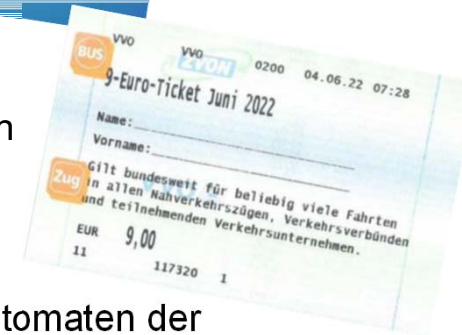 BUS
VVO VVO 0200 04.06.22 07:28
ZVON
9-Euro-Ticket Juni 2022
Name:
Vorname:
Zug
Gilt bundesweit für beliebig viele Fahrten
in allen Nahverkehrszügen, Verkehrsverbünden
und teilnehmenden Verkehrsunternehmen.
EUR 9,00
11 117320 1
tomaten der